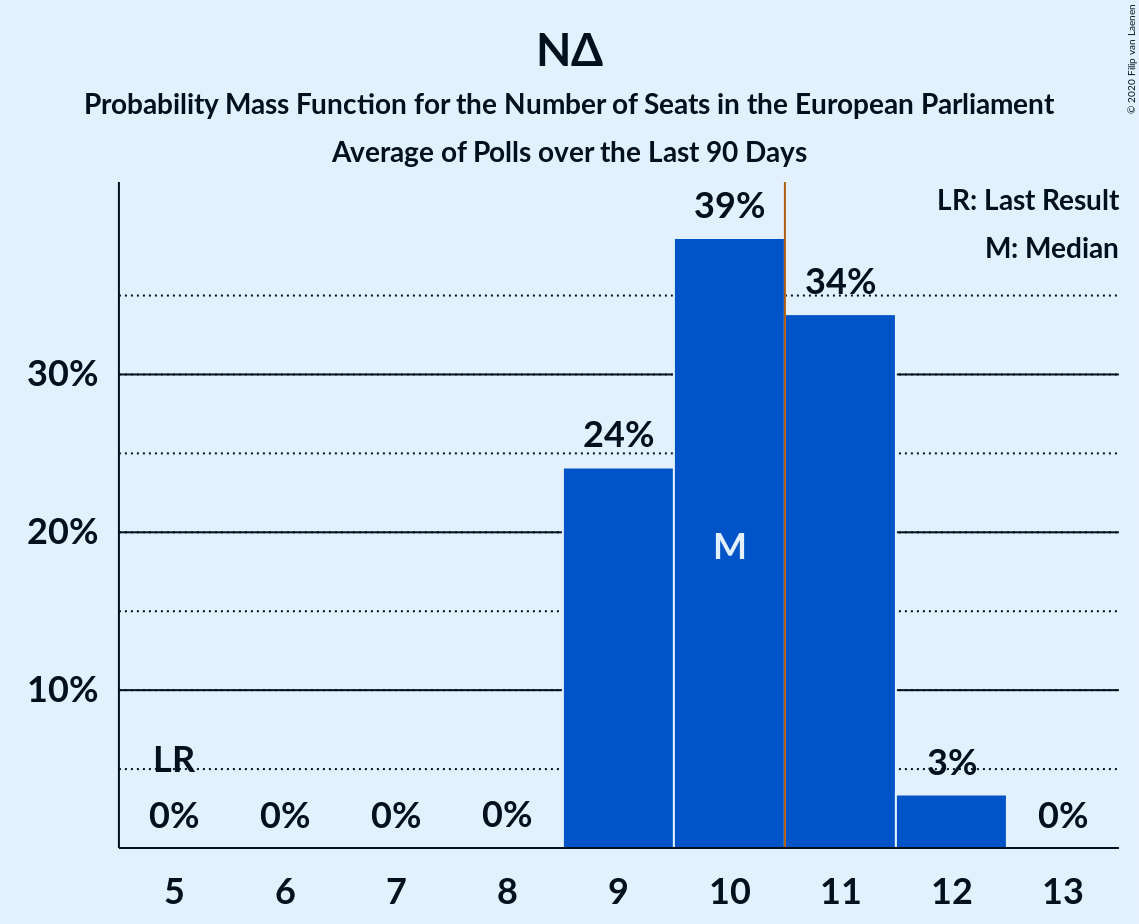 ΝΔ
Probability Mass Function for the Number of Seats in the European Parliament
Average of Polls over the Last 90 Days
© 2020 Filip van Laenen
LR: Last Result
M: Median
39%
34%
30%
24%
20%
M
10%
LR
3%
0% 0% 0% 0% 0%
5 6 7 8 9 10 11 12 13